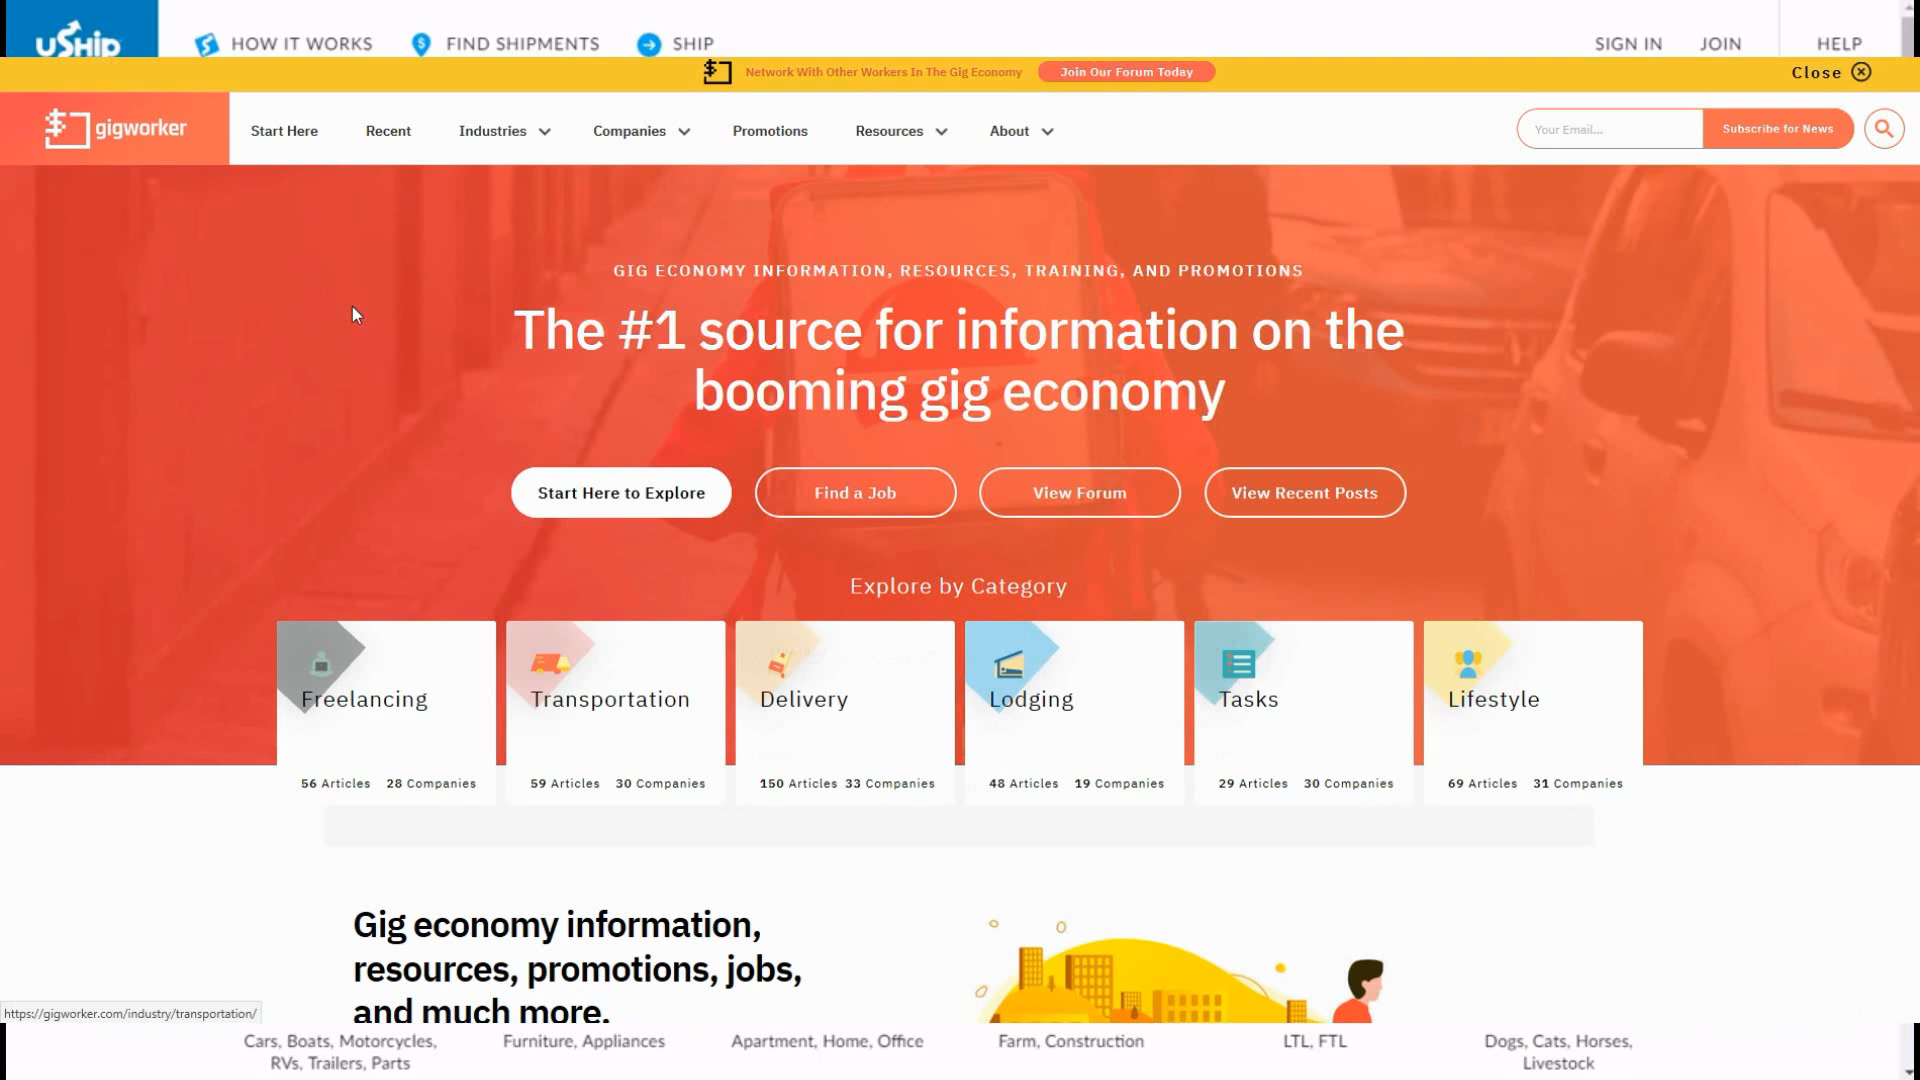 uship
HOW IT WORKS
FIND SHIPMENTS
SHIP
SIGN IN
JOIN
HELP
Network With Other Workers In The Gig Economy
Join Our Forum Today
Close
gigworker
Start Here
Recent
Industries
Companies
Promotions
Resources
About
Your Email...
Subscribe for News
GIG ECONOMY INFORMATION, RESOURCES, TRAINING, AND PROMOTIONS
The #1 source for information on the
booming gig economy
Start Here to Explore
Find a Job
View Forum
View Recent Posts
Explore by Category
Freelancing
56 Articles 28 Companies
Transportation
59 Articles 30 Companies
Delivery
150 Articles 33 Companies
Lodging
48 Articles 19 Companies
Tasks
29 Articles 30 Companies
Lifestyle
69 Articles 31 Companies
Gig economy information,
resources, promotions, jobs,
and much more.
https://gigworker.com/industry/transportation/
Cars, Boats, Motorcycles,
RVs, Trailers, Parts
Furniture, Appliances
Apartment, Home, Office
Farm, Construction
LTL, FTL
Dogs, Cats, Horses,
Livestock